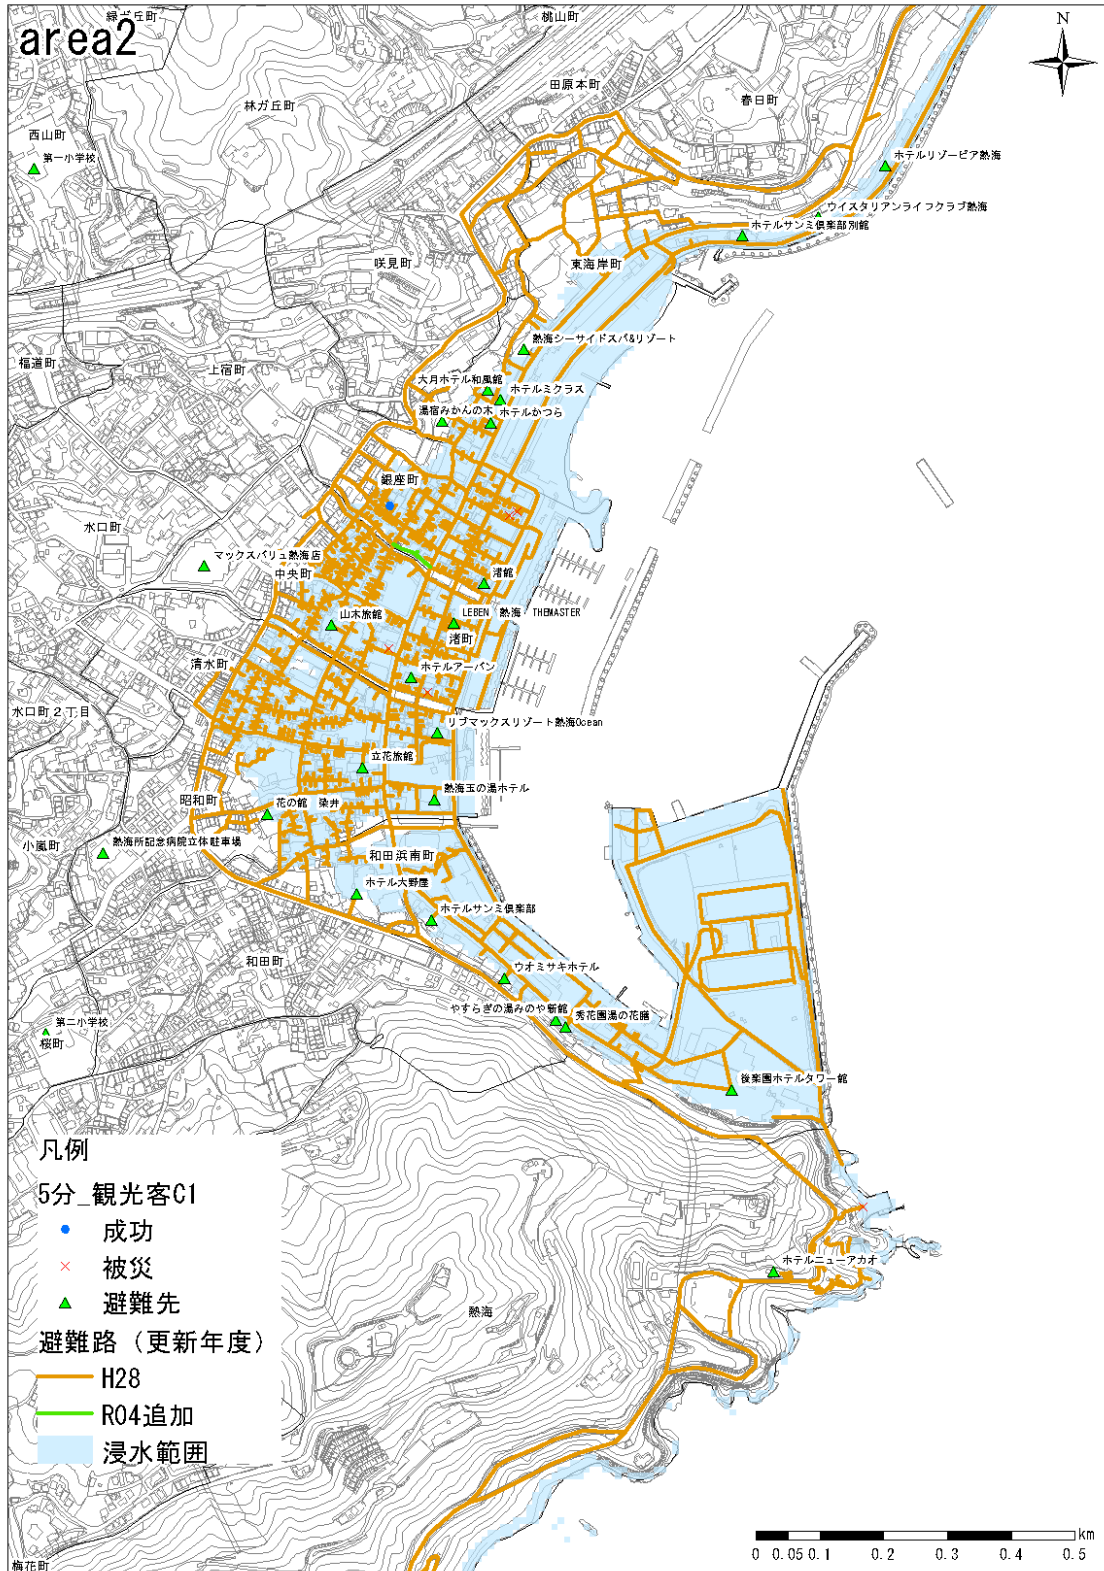 緑ガ丘町
桃山町
area2
N
田原本町
春日町
林ガ丘町
西山町
第一小学校
ホテルリゾーピア熱海
ウイスタリアンライフクラブ熱海
ホテルサンミ倶楽部別館
咲見町
東海岸町
熱海シーサイドスパ&リゾート
福道町
上宿町
大月ホテル和風館
ホテルミクラス
湯宿みかんの木
ホテルかつら
銀座町
水口町
マックスバリュ熱海店
中央町
渚館
山木旅館
LEBEN 熱海 THEMASTER
渚町
清水町
ホテルアーバン
水口町2丁目
リブマックスリゾート熱海Ocean
立花旅館
昭和町
花の館 染井
熱海玉の湯ホテル
小嵐町
熱海所記念病院立体駐車場
和田浜南町
ホテル大野屋
ホテルサンミ倶楽部
和田町
ウオミサキホテル
やすらぎの湯みのや新館
秀花園湯の花膳
第二小学校
桜町
後楽園ホテルタワー館
凡例
5分_観光客C1
成功
被災
避難先
避難路（更新年度）
H28
R04追加
浸水範囲
ホテルニューアカオ
熱海
km
0 0.05 0.1 0.2 0.3 0.4 0.5
梅花町